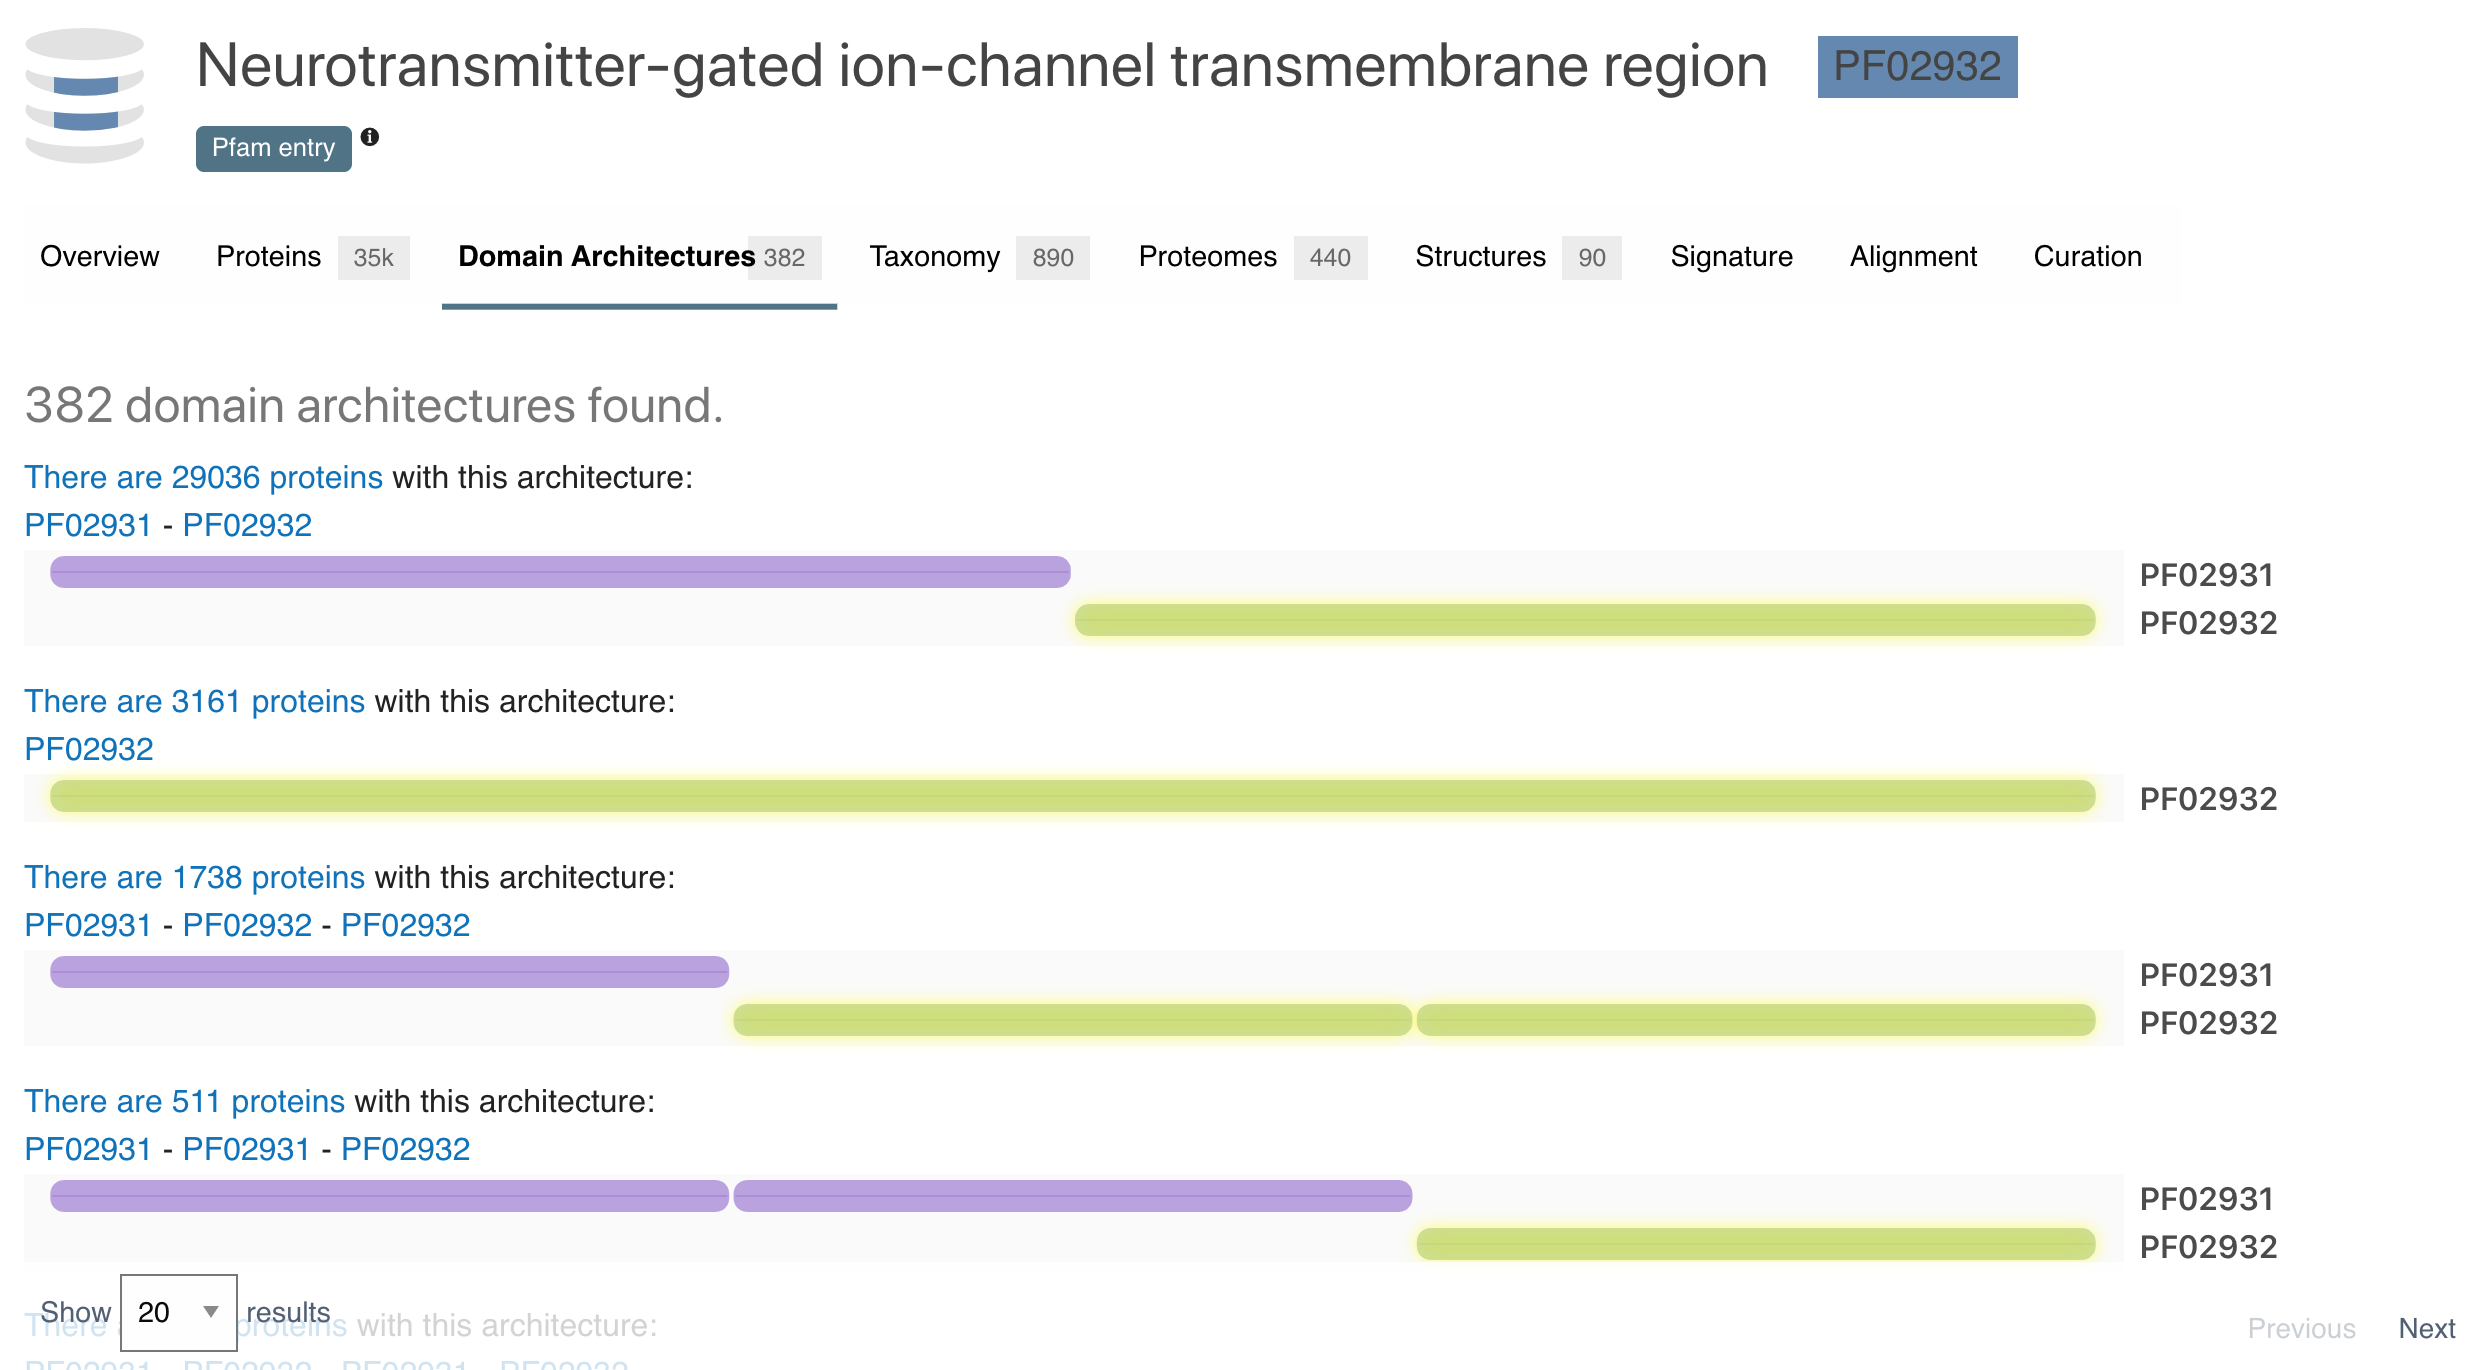 Neurotransmitter-gated ion-channel transmembrane region PF02932
Pfam entry
Overview Proteins 35k Domain Architectures 382 Taxonomy 890 Proteomes 440 Structures 90 Signature Alignment Curation
382 domain architectures found.
There are 29036 proteins with this architecture:
PF02931 - PF02932
PF02931
PF02932
There are 3161 proteins with this architecture:
PF02932
PF02932
There are 1738 proteins with this architecture:
PF02931 - PF02932 - PF02932
PF02931
PF02932
There are 511 proteins with this architecture:
PF02931 - PF02931 - PF02932
PF02931
PF02932
Show 20 results
There proteins with this architecture:
PF02931 - PF02932 - PF02931 - PF02932
Previous Next